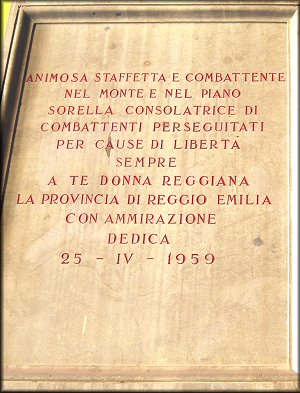 ANIMOSA STAFFETTA E COMBATTENTE
NEL MONTE E NEL PIANO
SORELLA CONSOLATRICE DI
COMBATTENTI PERSEGUITATI
PER CAUSE DI LIBERTA
SEMPRE
A TE DONNA REGGIANA
LA PROVINCIA DI REGGIO EMILIA
CON AMMIRAZIONE
DEDICA
25 - IV - 1959